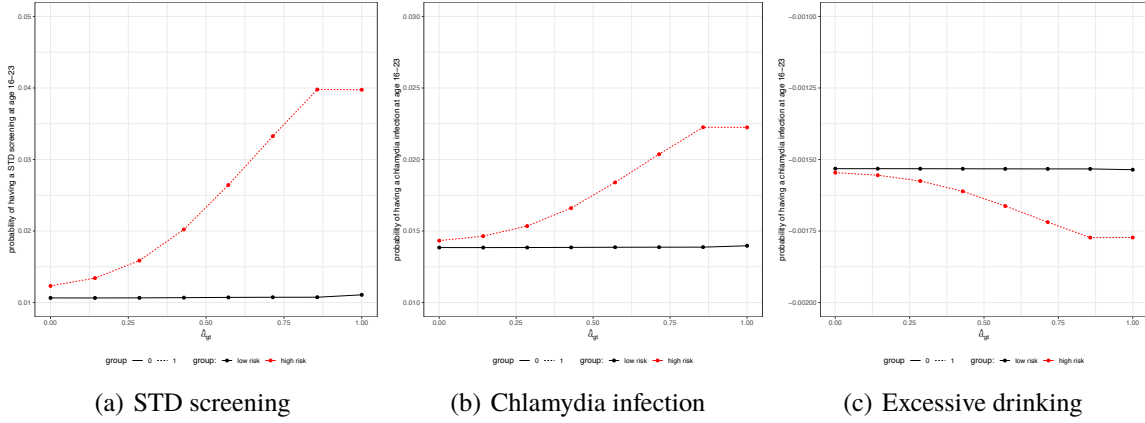 probability of having a STD screening at age 16−23
0.05
0.04
0.03
0.02
0.01
0.00 0.25 0.50 0.75 1.00
α̂gt
group 0 1 group: low risk high risk
(a) STD screening
probability of having a chlamydia infection at age 16−23
0.030
0.025
0.020
0.015
0.010
0.00 0.25 0.50 0.75 1.00
α̂gt
group 0 1 group: low risk high risk
(b) Chlamydia infection
probability of having a chlamydia infection at age 16−23
−0.00100
−0.00125
−0.00150
−0.00175
−0.00200
0.00 0.25 0.50 0.75 1.00
α̂gt
group 0 1 group: low risk high risk
(c) Excessive drinking